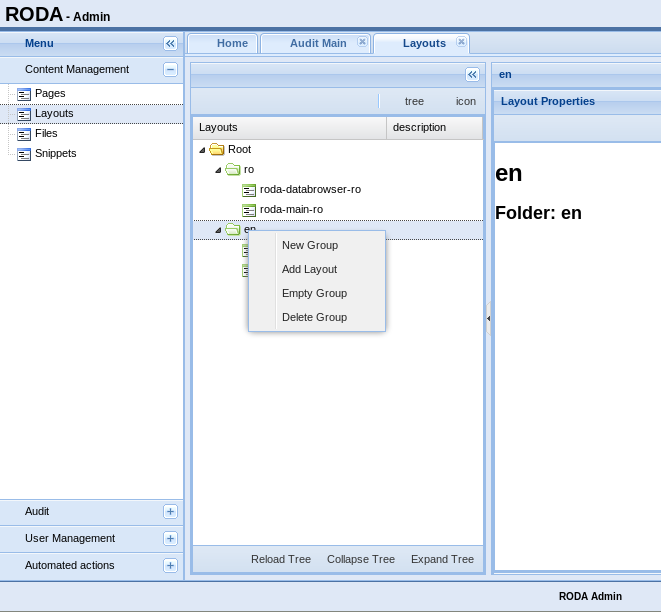 RODA - Admin
Menu
Content Management
Pages
Layouts
Files
Snippets
Audit
User Management
Automated actions
Home
Audit Main
Layouts
tree
icon
Layouts
description
Root
ro
roda-databrowser-ro
roda-main-ro
en
New Group
Add Layout
Empty Group
Delete Group
Reload Tree
Collapse Tree
Expand Tree
en
Layout Properties
en
Folder: en
RODA Admin